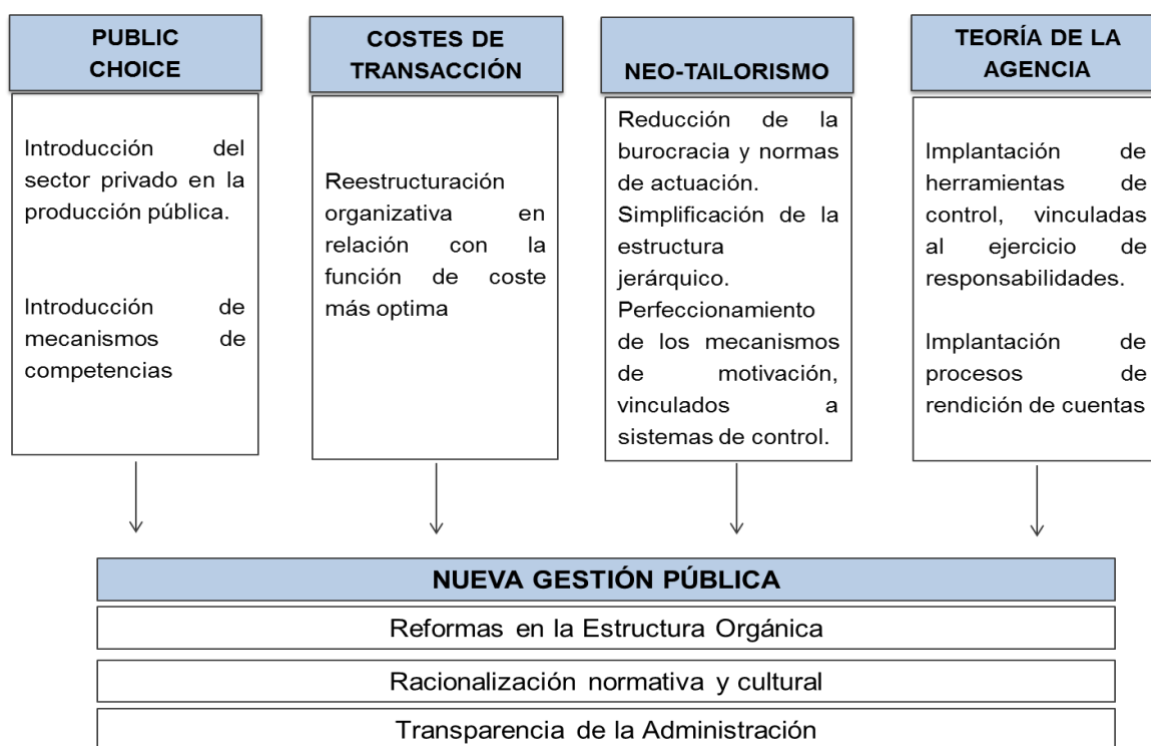 PUBLIC
CHOICE
Introducción del
sector privado en la
producción pública.
Introducción de
mecanismos de
competencias
COSTES DE
TRANSACCIÓN
Reestructuración
organizativa en
relación con la
función de coste
más optima
NEO-TAILORISMO
Reducción de la
burocracia y normas
de actuación.
Simplificación de la
estructura
jerárquico.
Perfeccionamiento
de los mecanismos
de motivación,
vinculados a
sistemas de control.
TEORÍA DE LA
AGENCIA
Implantación de
herramientas de
control, vinculadas
al ejercicio de
responsabilidades.
Implantación de
procesos de
rendición de cuentas
NUEVA GESTIÓN PÚBLICA
Reformas en la Estructura Orgánica
Racionalización normativa y cultural
Transparencia de la Administración